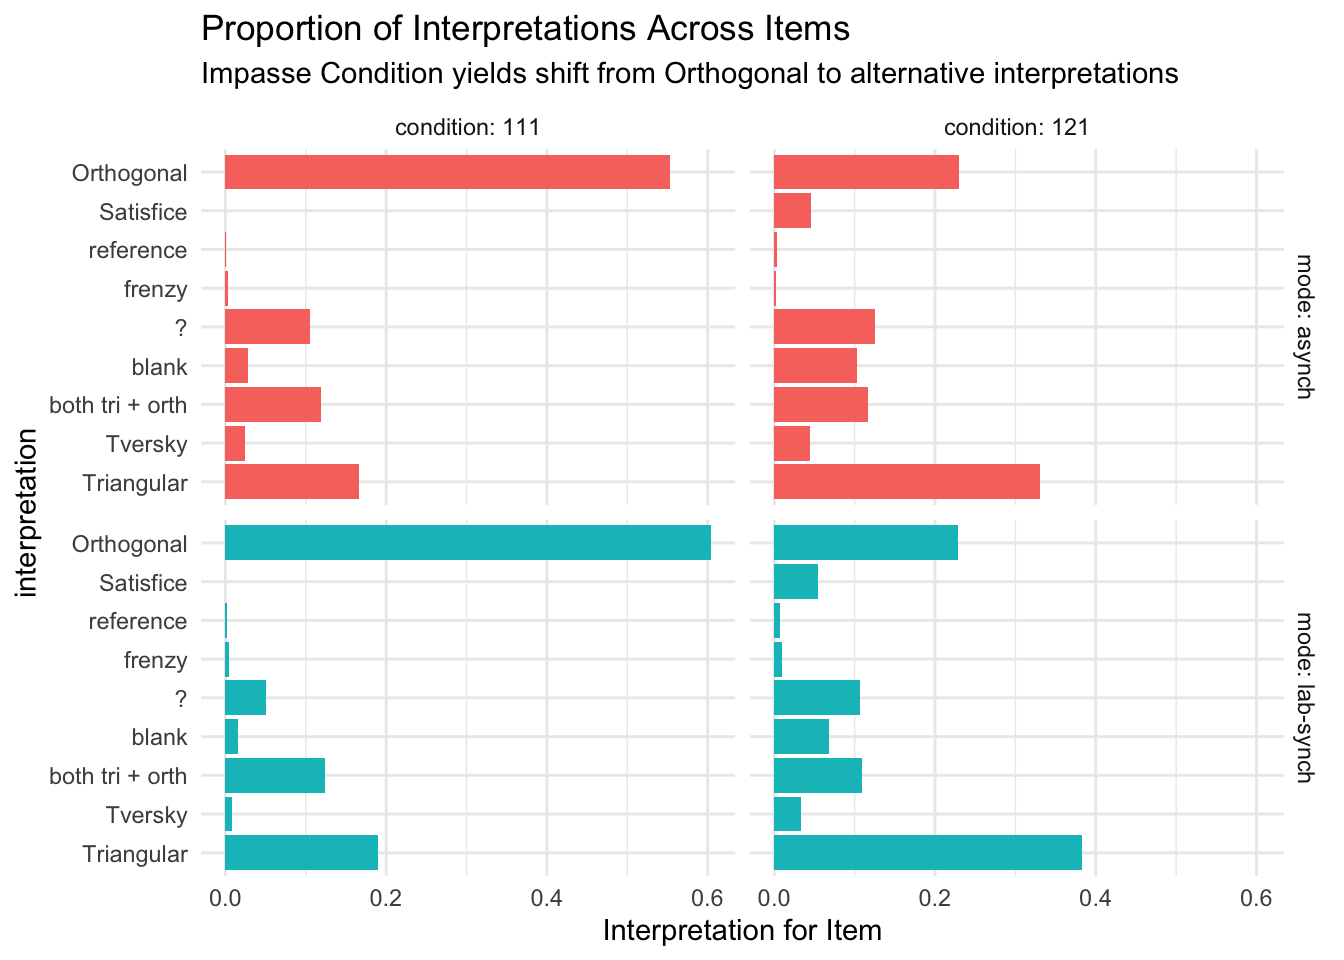 Proportion of Interpretations Across Items
Impasse Condition yields shift from Orthogonal to alternative interpretations
condition: 111
condition: 121
Orthogonal
Satisfice
reference
frenzy
?
blank
both tri + orth
Tversky
Triangular
mode: asynch
interpretation
Orthogonal
Satisfice
reference
frenzy
?
blank
both tri + orth
Tversky
Triangular
mode: lab-synch
0.0 0.2 0.4 0.6
0.0 0.2 0.4 0.6
Interpretation for Item